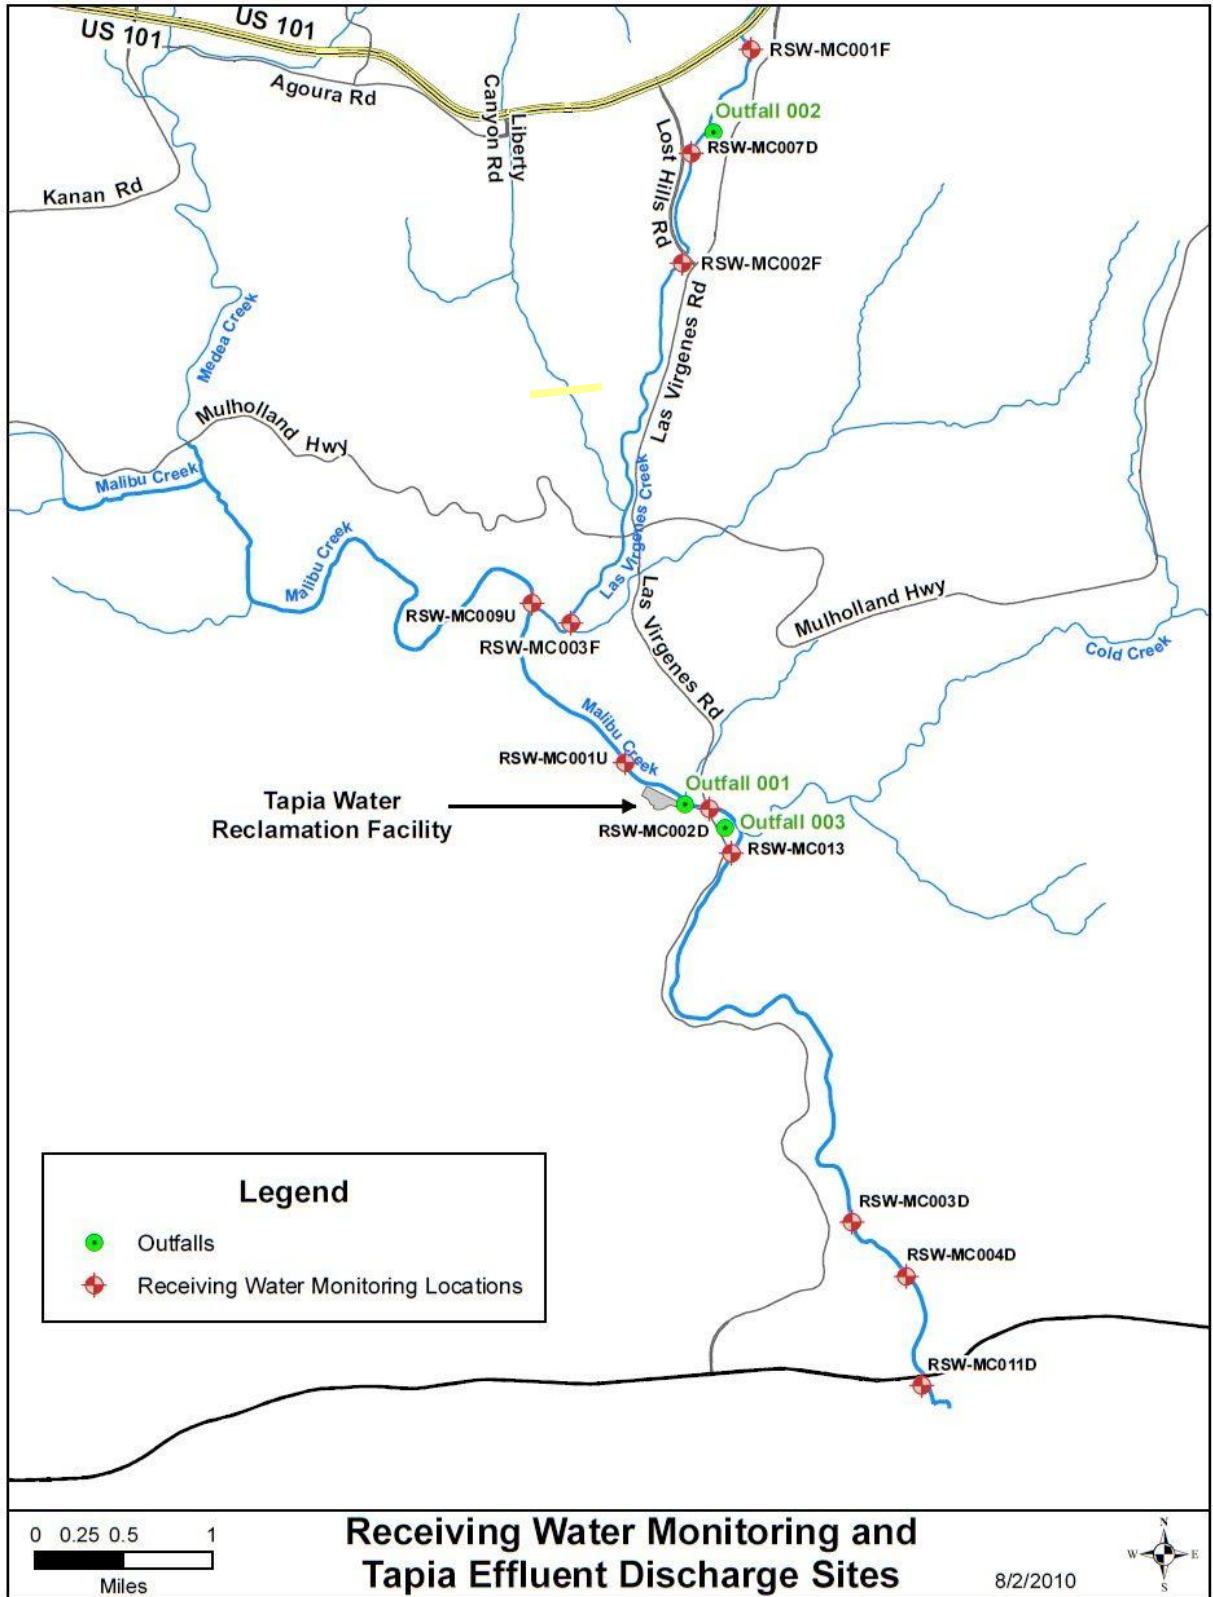 US 101
US 101
RSW-MC001F
Agoura Rd
Liberty
Canyon Rd
Outfall 002
Lost Hills Rd
RSW-MC007D
Kanan Rd
RSW-MC002F
Medea Creek
Las Virgenes Rd
Mulholland Hwy
Malibu Creek
Las Virgenes Creek
Malibu Creek
Las Virgenes Rd
Mulholland Hwy
RSW-MC009U
RSW-MC003F
Cold Creek
Malibu Creek
RSW-MC001U
Outfall 001
Tapia Water
Reclamation Facility
RSW-MC002D
Outfall 003
RSW-MC013
Legend
Outfalls
Receiving Water Monitoring Locations
RSW-MC003D
RSW-MC004D
RSW-MC011D
0 0.25 0.5 1
Miles
Receiving Water Monitoring and
Tapia Effluent Discharge Sites
8/2/2010
N
W E
S